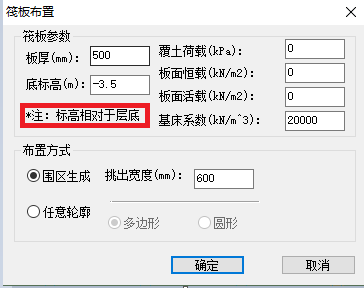 筏板布置
筏板参数
板厚(mm): 500
覆土荷载(kPa): 0
底标高(m): -3.5
板面恒载(kN/m2): 0
*注: 标高相对于层底
板面活载(kN/m2): 0
基床系数(kN/m^3): 20000
布置方式
围区生成 挑出宽度(mm): 600
任意轮廓
多边形 圆形
确定 取消